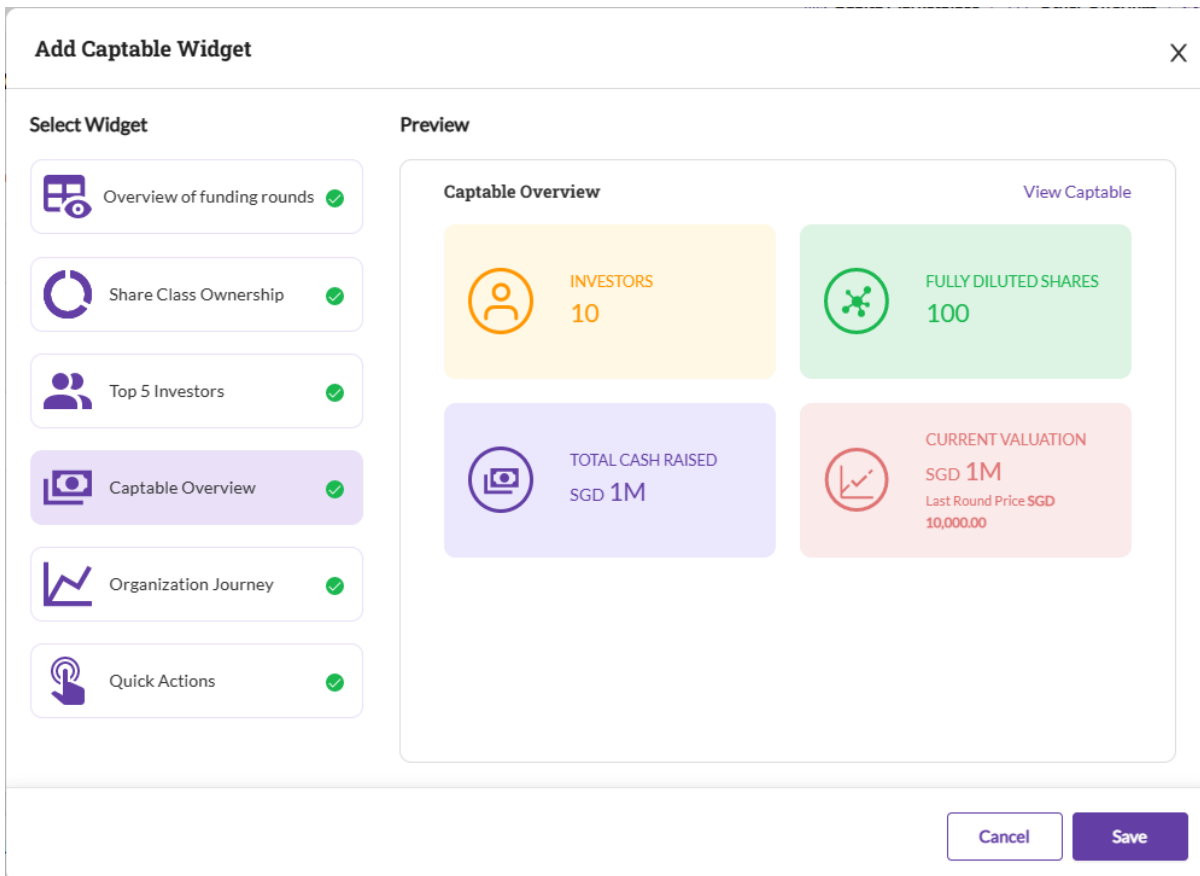 Add Captable Widget
X
Select Widget
Overview of funding rounds
Share Class Ownership
Top 5 Investors
Captable Overview
Organization Journey
Quick Actions
Preview
Captable Overview
View Captable
INVESTORS
10
FULLY DILUTED SHARES
100
TOTAL CASH RAISED
SGD 1M
CURRENT VALUATION
SGD 1M
Last Round Price SGD
10,000.00
Cancel
Save